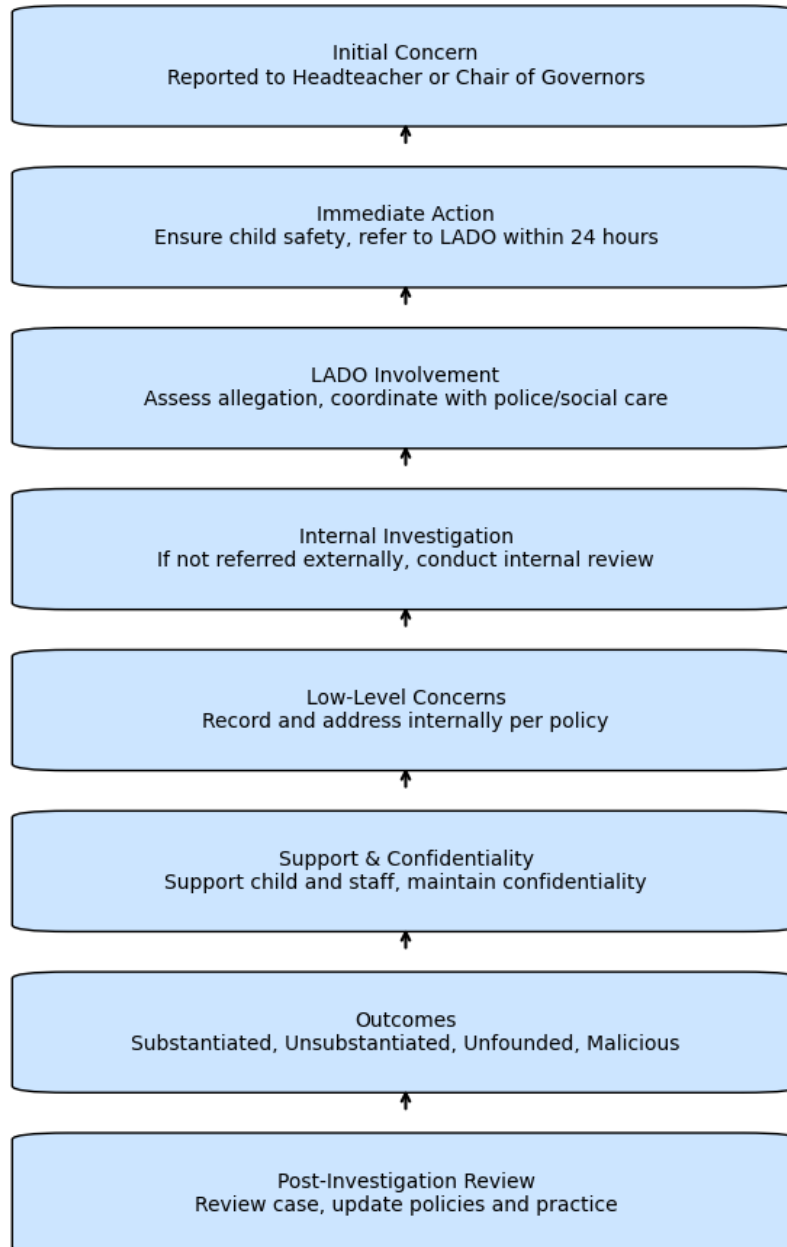 Initial Concern
Reported to Headteacher or Chair of Governors
Immediate Action
Ensure child safety, refer to LADO within 24 hours
LADO Involvement
Assess allegation, coordinate with police/social care
Internal Investigation
If not referred externally, conduct internal review
Low-Level Concerns
Record and address internally per policy
Support & Confidentiality
Support child and staff, maintain confidentiality
Outcomes
Substantiated, Unsubstantiated, Unfounded, Malicious
Post-Investigation Review
Review case, update policies and practice